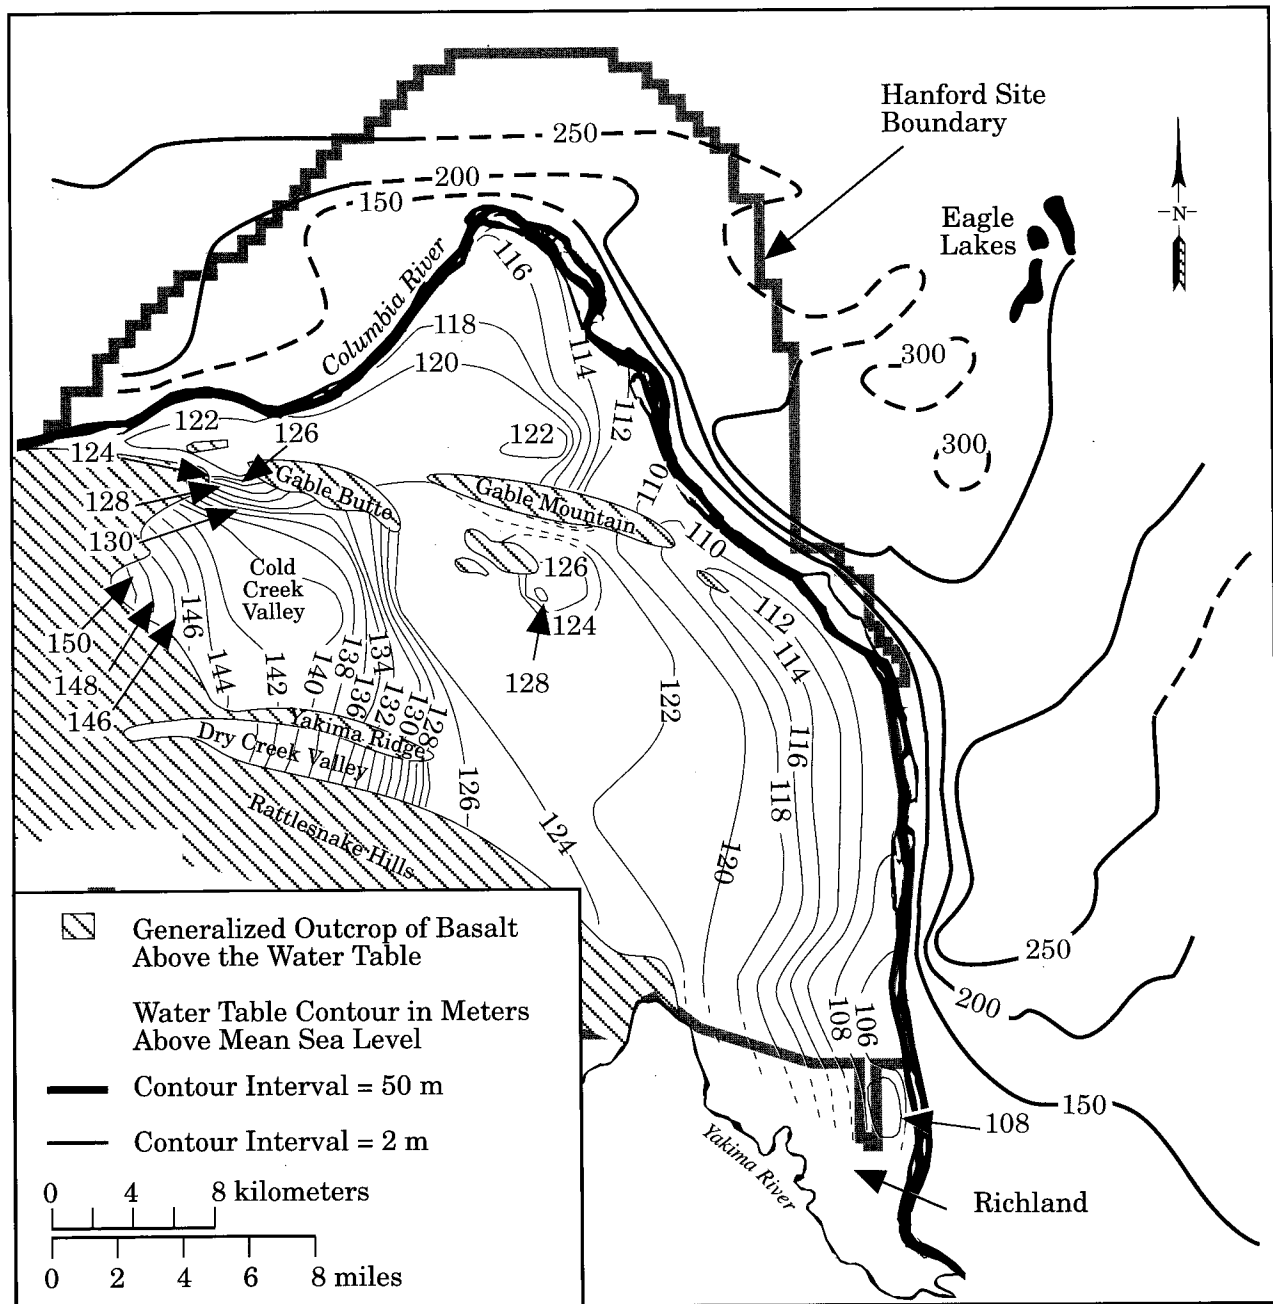 250
Hanford Site
Boundary
200
150
N
Eagle
Lakes
Columbia River
116
118
114
120
300
122
126
122
112
300
124
Gable Butte
128
Gable Mountain
110
130
110
Cold
Creek
Valley
126
112
150
146
124
114
148
144
142
140
138
136
134
132
130
128
128
122
146
Yakima Ridge
Dry Creek Valley
116
126
118
Rattlesnake Hills
124
120
250
200
108
106
150
108
Yakima River
Richland
Generalized Outcrop of Basalt
Above the Water Table
Water Table Contour in Meters
Above Mean Sea Level
Contour Interval = 50 m
Contour Interval = 2 m
0 4 8 kilometers
0 2 4 6 8 miles